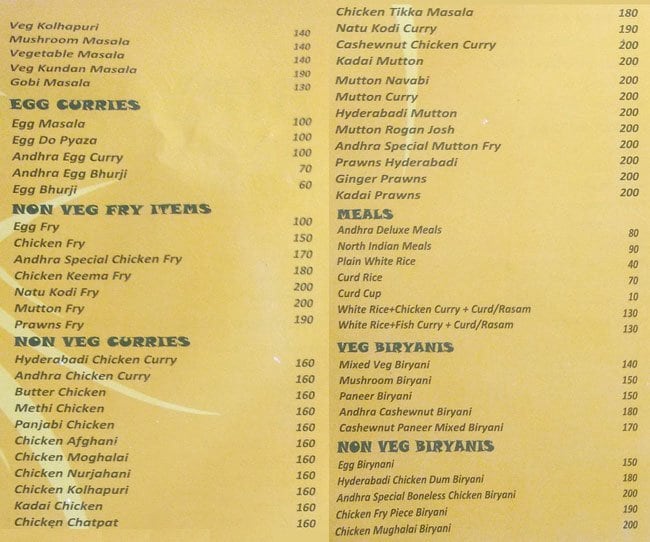 Veg Kolhapuri 140
Mushroom Masala 140
Vegetable Masala 140
Veg Kundan Masala 190
Gobi Masala 130
EGG CURRIES
Egg Masala 100
Egg Do Pyaza 100
Andhra Egg Curry 100
Andhra Egg Bhurji 70
Egg Bhurji 60
NON VEG FRY ITEMS
Egg Fry 100
Chicken Fry 150
Andhra Special Chicken Fry 170
Chicken Keema Fry 180
Natu Kodi Fry 200
Mutton Fry 200
Prawns Fry 190
NON VEG CURRIES
Hyderabadi Chicken Curry 160
Andhra Chicken Curry 160
Butter Chicken 160
Methi Chicken 160
Panjabi Chicken 160
Chicken Afghani 160
Chicken Moghalai 160
Chicken Nurjahani 160
Chicken Kolhapuri 160
Kadai Chicken 160
Chicken Chatpat 160
Chicken Tikka Masala 180
Natu Kodi Curry 190
Cashewnut Chicken Curry 200
Kadai Mutton 200
Mutton Navabi 200
Mutton Curry 200
Hyderabadi Mutton 200
Mutton Rogan Josh 200
Andhra Special Mutton Fry 200
Prawns Hyderabadi 200
Ginger Prawns 200
Kadai Prawns 200
MEALS
Andhra Deluxe Meals 80
North Indian Meals 90
Plain White Rice 40
Curd Rice 70
Curd Cup 10
White Rice+Chicken Curry + Curd/Rasam 130
White Rice+Fish Curry + Curd/Rasam 130
VEG BIRYANIS
Mixed Veg Biryani 140
Mushroom Biryani 150
Paneer Biryani 150
Andhra Cashewnut Biryani 180
Cashewnut Paneer Mixed Biryani 170
NON VEG BIRYANIS
Egg Birynani 150
Hyderabadi Chicken Dum Biryani 180
Andhra Special Boneless Chicken Biryani 200
Chicken Fry Piece Biryani 190
Chicken Mughalai Biryani 200